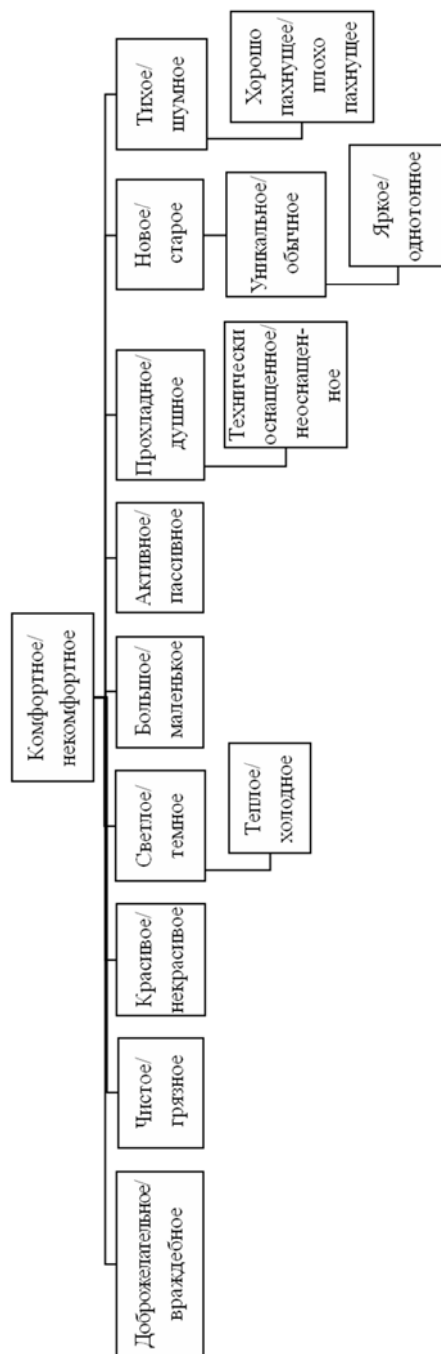 Комфортное/
некомфортное
Доброжелательное/
враждебное
Чистое/
грязное
Красивое/
некрасивое
Светлое/
темное
Большое/
маленькое
Активное/
пассивное
Прохладное/
душное
Новое/
старое
Тихое/
шумное
Теплое/
холодное
Технически
оснащенное/
неоснащен-
ное
Уникальное/
обычное
Хорошо
пахнущее/
плохо
пахнущее
Яркое/
однотонное